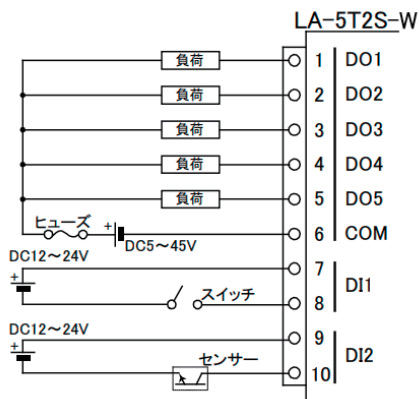 LA-5T2S-W
負荷 1 DO1
負荷 2 DO2
負荷 3 DO3
負荷 4 DO4
負荷 5 DO5
ヒューズ + DC5～45V 6 COM
DC12～24V
+ 7
DI1
スイッチ 8
DC12～24V 9
+ DI2
センサー 10